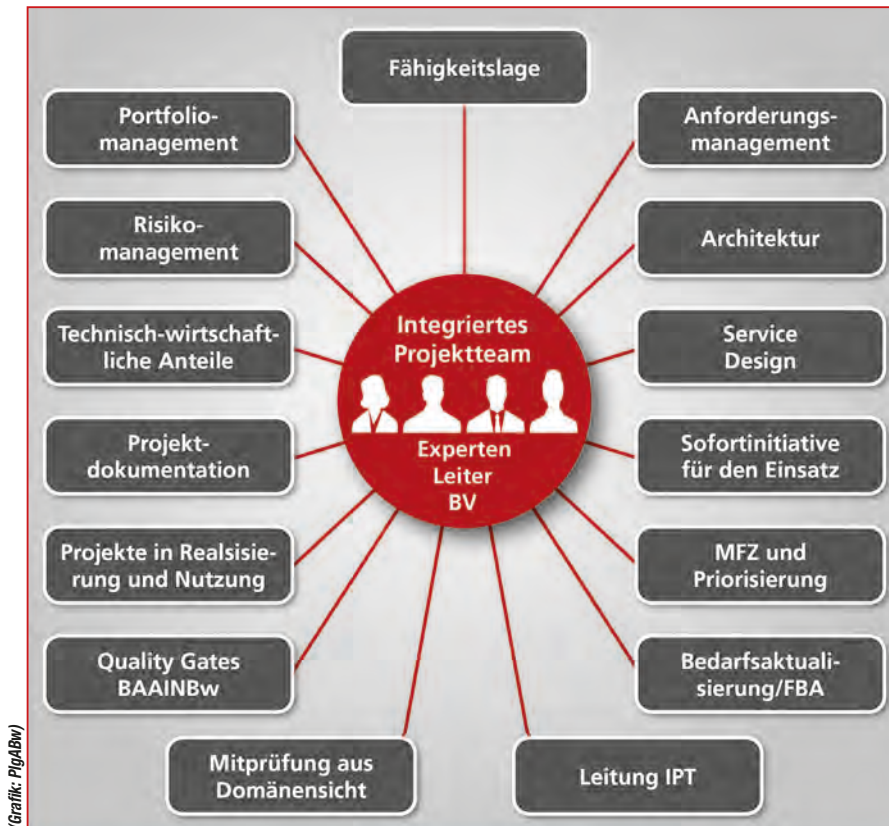 Fähigkeitslage
Portfolio-
management
Risiko-
management
Technisch-wirtschaft-
liche Anteile
Projekt-
dokumentation
Projekte in Realsisie-
rung und Nutzung
Quality Gates
BAAINBw
Mitprüfung aus
Domänensicht
Integriertes
Projektteam
Experten
Leiter
BV
Anforderungs-
management
Architektur
Service
Design
Sofortinitiative
für den Einsatz
MFZ und
Priorisierung
Bedarfsaktuali-
sierung/FBA
Leitung IPT
(Grafik: PlgABw)